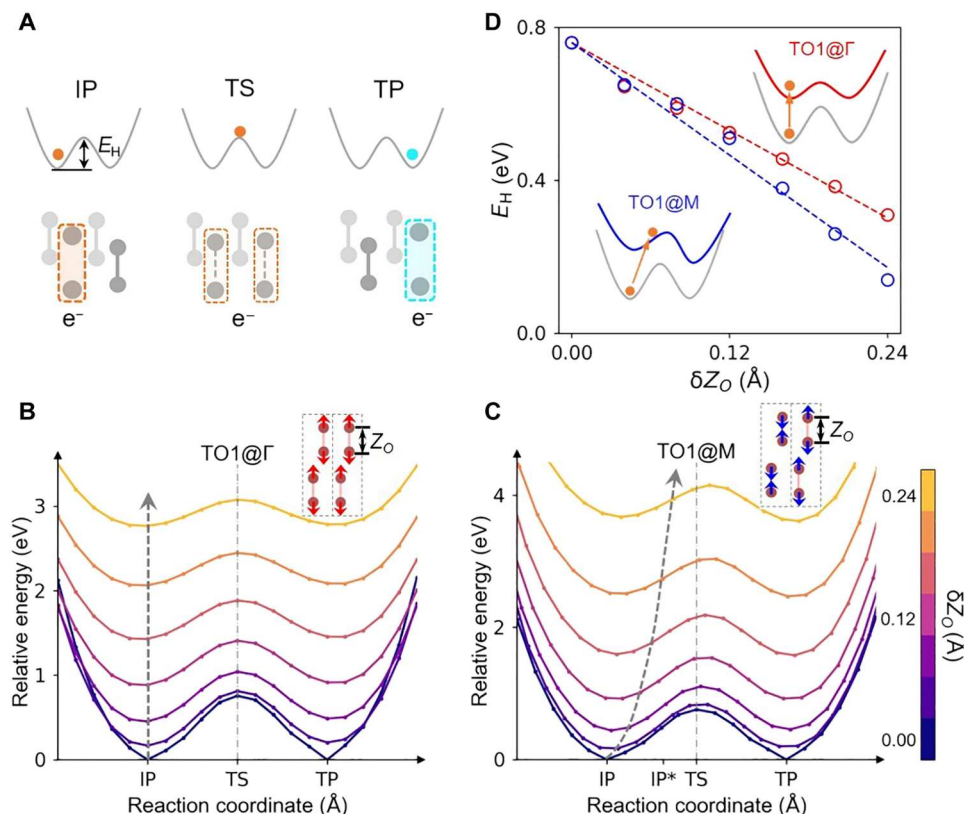 A
IP
TS
TP
E_H
e⁻
e⁻
e⁻
D
0.8
0.4
0.0
E_H (eV)
TO1@Γ
TO1@M
0.00
0.12
0.24
δZ_O (Å)
B
TO1@Γ
Z_O
3
2
1
0
Relative energy (eV)
IP
TS
TP
Reaction coordinate (Å)
C
TO1@M
Z_O
4
2
0
Relative energy (eV)
IP
IP*
TS
TP
Reaction coordinate (Å)
0.24
0.12
0.00
δZ_O (Å)